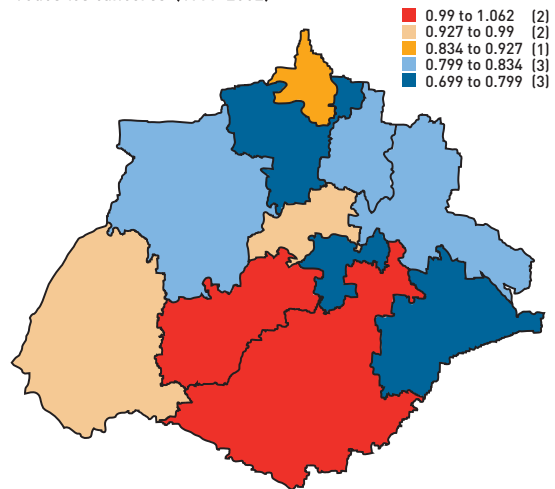 0.99 to 1.062 (2)
0.927 to 0.99 (2)
0.834 to 0.927 (1)
0.799 to 0.834 (3)
0.699 to 0.799 (3)